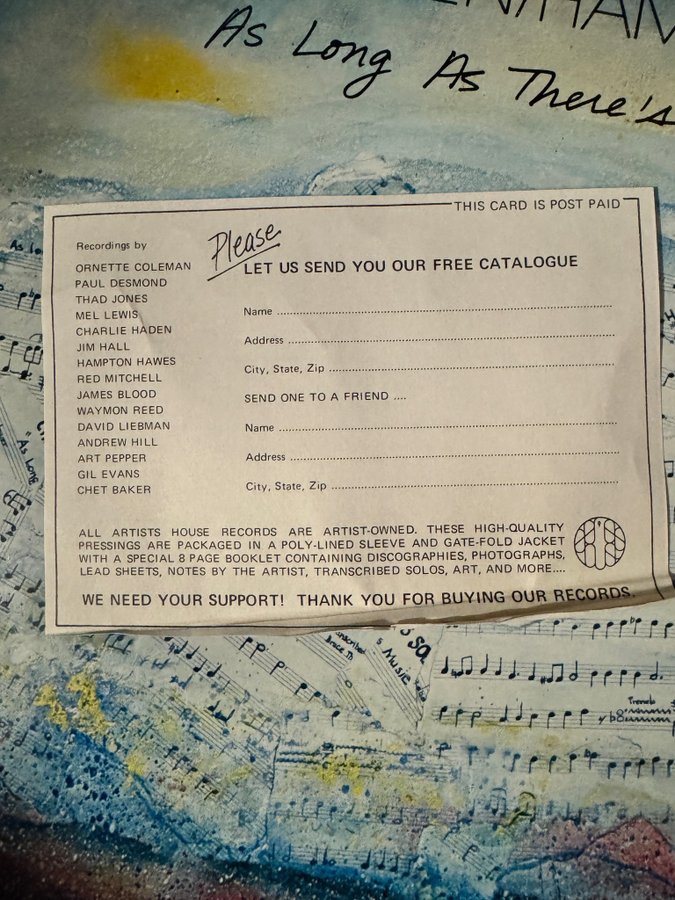 As Long As There's
THIS CARD IS POST PAID
Recordings by
ORNETTE COLEMAN
PAUL DESMOND
THAD JONES
MEL LEWIS
CHARLIE HADEN
JIM HALL
HAMPTON HAWES
RED MITCHELL
JAMES BLOOD
WAYMON REED
DAVID LIEBMAN
ANDREW HILL
ART PEPPER
GIL EVANS
CHET BAKER
Please
LET US SEND YOU OUR FREE CATALOGUE
Name
Address
City, State, Zip
SEND ONE TO A FRIEND ....
Name
Address
City, State, Zip
ALL ARTISTS HOUSE RECORDS ARE ARTIST-OWNED. THESE HIGH-QUALITY
PRESSINGS ARE PACKAGED IN A POLY-LINED SLEEVE AND GATE-FOLD JACKET
WITH A SPECIAL 8 PAGE BOOKLET CONTAINING DISCOGRAPHIES, PHOTOGRAPHS,
LEAD SHEETS, NOTES BY THE ARTIST, TRANSCRIBED SOLOS, ART, AND MORE....
WE NEED YOUR SUPPORT! THANK YOU FOR BUYING OUR RECORDS.
"As Long
s Music
Tremolo